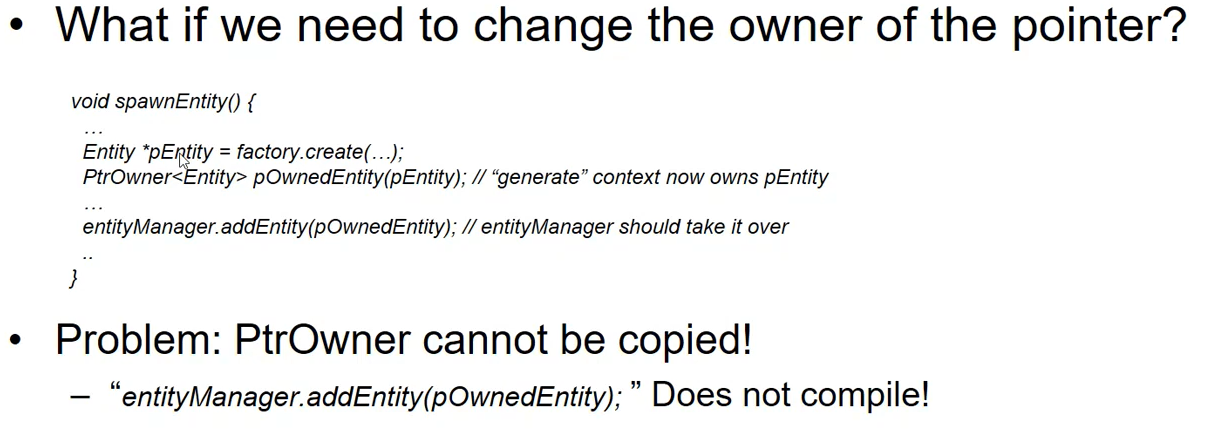 • What if we need to change the owner of the pointer?
void spawnEntity() {
…
Entity *pEntity = factory.create(…);
PtrOwner<Entity> pOwnedEntity(pEntity); // “generate” context now owns pEntity
…
entityManager.addEntity(pOwnedEntity); // entityManager should take it over
..
}
• Problem: PtrOwner cannot be copied!
– “entityManager.addEntity(pOwnedEntity); ” Does not compile!